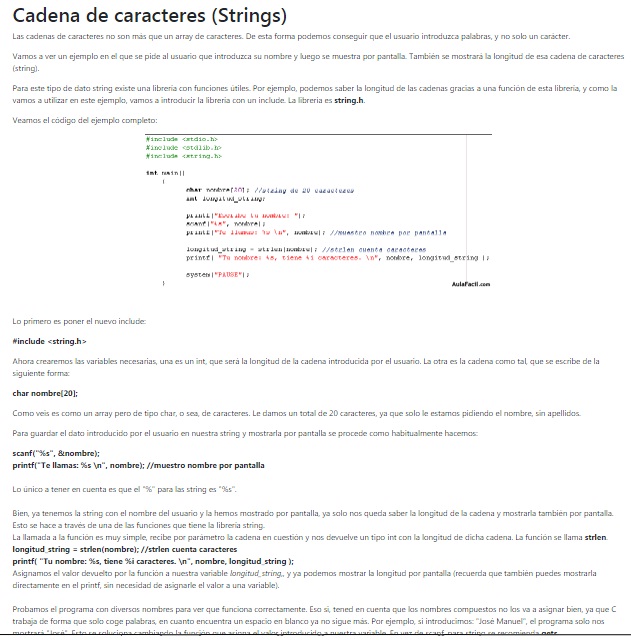 Cadena de caracteres (Strings)
Las cadenas de caracteres no son más que un array de caracteres. De esta forma podemos conseguir que el usuario introduzca palabras, y no solo un carácter.
Vamos a ver un ejemplo en el que se pide al usuario que introduzca su nombre y luego se muestra por pantalla. También se mostrará la longitud de esa cadena de caracteres
(string).
Para este tipo de dato string existe una librería con funciones útiles. Por ejemplo, podemos saber la longitud de las cadenas gracias a una función de esta librería, y como la
vamos a utilizar en este ejemplo, vamos a introducir la librería con un include. La librería es string.h.
Veamos el código del ejemplo completo:
#include <stdio.h>
#include <stdlib.h>
#include <string.h>
int main()
{
char nombre[20]; //string de 20 caracteres
int longitud_string;
printf("Escribe tu nombre: ");
scanf("%s", nombre);
printf("Te llamas: %s \n", nombre); //muestro nombre por pantalla
longitud_string = strlen(nombre); //strlen cuenta caracteres
printf( "Tu nombre: %s, tiene %i caracteres. \n", nombre, longitud_string );
system("PAUSE");
}
AulaFacil.com
Lo primero es poner el nuevo include:
#include <string.h>
Ahora crearemos las variables necesarias, una es un int, que será la longitud de la cadena introducida por el usuario. La otra es la cadena como tal, que se escribe de la
siguiente forma:
char nombre[20];
Como veis es como un array pero de tipo char, o sea, de caracteres. Le damos un total de 20 caracteres, ya que solo le estamos pidiendo el nombre, sin apellidos.
Para guardar el dato introducido por el usuario en nuestra string y mostrarla por pantalla se procede como habitualmente hacemos:
scanf("%s", &nombre);
printf("Te llamas: %s \n", nombre); //muestro nombre por pantalla
Lo único a tener en cuenta es que el "%" para las string es "%s".
Bien, ya tenemos la string con el nombre del usuario y la hemos mostrado por pantalla, ya solo nos queda saber la longitud de la cadena y mostrarla también por pantalla.
Esto se hace a través de una de las funciones que tiene la librería string.
La llamada a la función es muy simple, recibe por parámetro la cadena en cuestión y nos devuelve un tipo int con la longitud de dicha cadena. La función se llama strlen.
longitud_string = strlen(nombre); //strlen cuenta caracteres
printf( "Tu nombre: %s, tiene %i caracteres. \n", nombre, longitud_string );
Asignamos el valor devuelto por la función a nuestra variable longitud_string, y ya podemos mostrar la longitud por pantalla (recuerda que también puedes mostrarla
directamente en el printf, sin necesidad de asignarle el valor a una variable).
Probamos el programa con diversos nombres para ver que funciona correctamente. Eso sí, tened en cuenta que los nombres compuestos no los va a asignar bien, ya que C
trabaja de forma que solo coge palabras, en cuanto encuentra un espacio en blanco ya no sigue más. Por ejemplo, si introducimos: "José Manuel", el programa solo nos
mostrará "José". Esto se soluciona cambiando la función que asigna el valor introducido a nuestra variable. En vez de scanf, para string se recomienda gets.